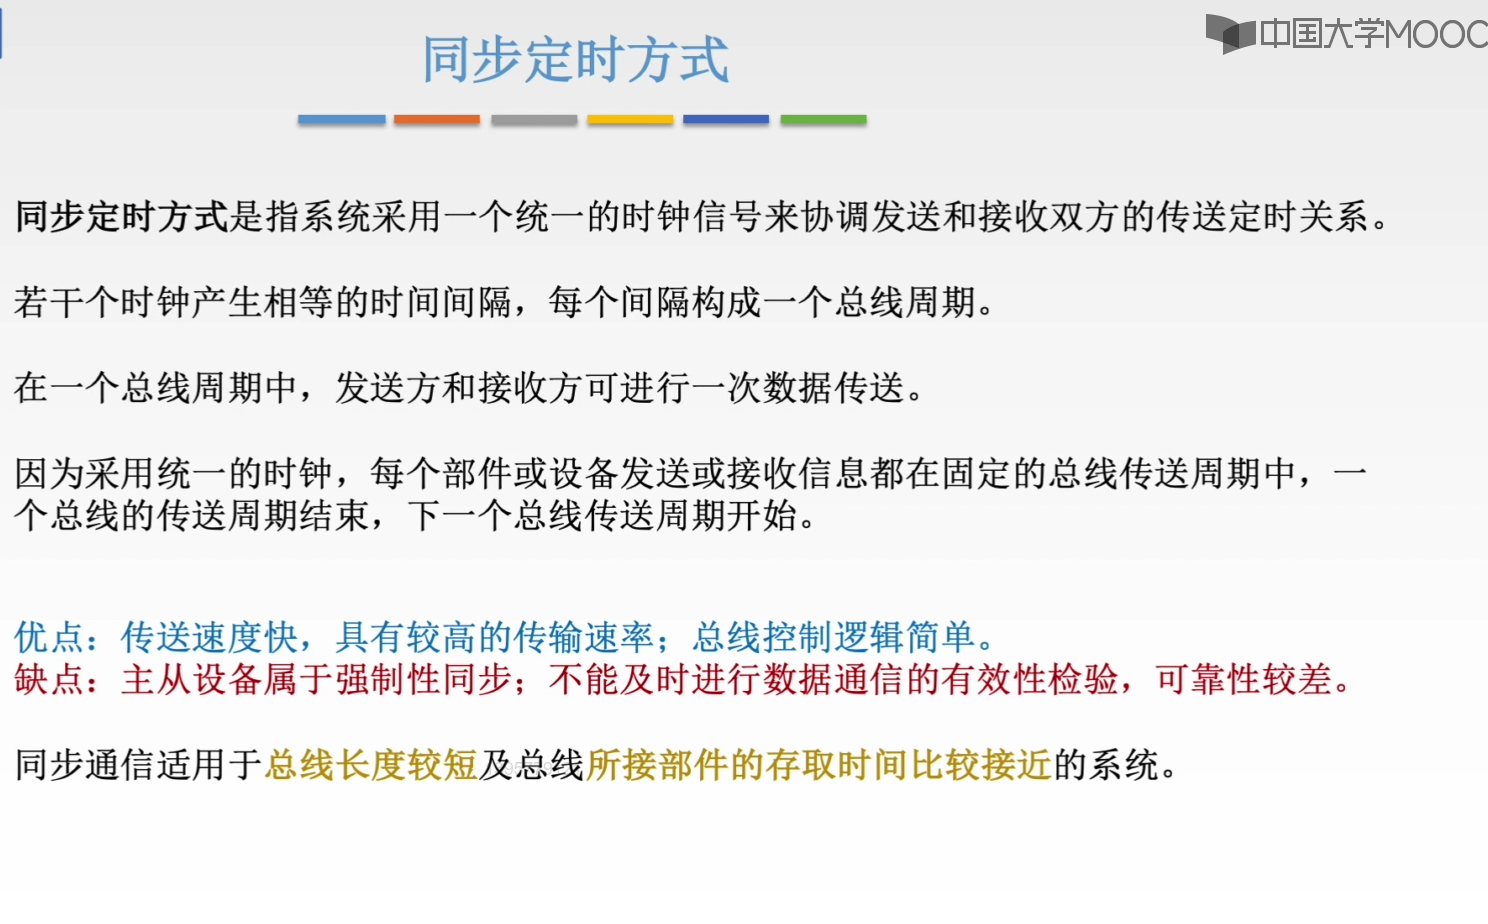 中国大学MOOC
同步定时方式
同步定时方式是指系统采用一个统一的时钟信号来协调发送和接收双方的传送定时关系。
若干个时钟产生相等的时间间隔，每个间隔构成一个总线周期。
在一个总线周期中，发送方和接收方可进行一次数据传送。
因为采用统一的时钟，每个部件或设备发送或接收信息都在固定的总线传送周期中，一
个总线的传送周期结束，下一个总线传送周期开始。
优点：传送速度快，具有较高的传输速率；总线控制逻辑简单。
缺点：主从设备属于强制性同步；不能及时进行数据通信的有效性检验，可靠性较差。
同步通信适用于总线长度较短及总线所接部件的存取时间比较接近的系统。